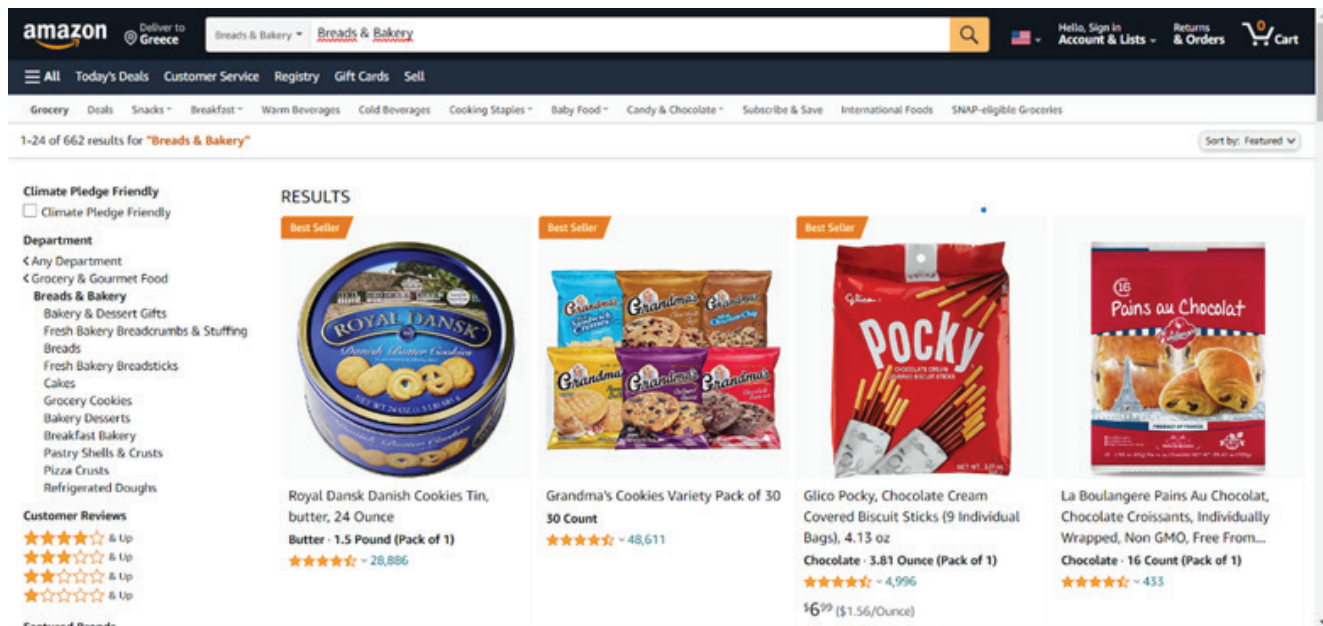 amazon
Deliver to
Greece
Breads & Bakery
Breads & Bakery
Hello, Sign in
Account & Lists
Returns
& Orders
0
Cart
All Today's Deals Customer Service Registry Gift Cards Sell
Grocery Deals Snacks Breakfast Warm Beverages Cold Beverages Cooking Staples Baby Food Candy & Chocolate Subscribe & Save International Foods SNAP-eligible Groceries
1-24 of 662 results for "Breads & Bakery"
Sort by: Featured
Climate Pledge Friendly
Climate Pledge Friendly
Department
Any Department
Grocery & Gourmet Food
Breads & Bakery
Bakery & Dessert Gifts
Fresh Bakery Breadcrumbs & Stuffing
Breads
Fresh Bakery Breadsticks
Cakes
Grocery Cookies
Bakery Desserts
Breakfast Bakery
Pastry Shells & Crusts
Pizza Crusts
Refrigerated Doughs
Customer Reviews
& Up
& Up
& Up
& Up
RESULTS
Best Seller
ROYAL DANSK
Danish Butter Cookies
Royal Dansk Danish Cookies Tin,
butter, 24 Ounce
Butter · 1.5 Pound (Pack of 1)
28,886
Best Seller
Grandma's
Grandma's
Grandma's
Grandma's
Grandma's
Grandma's
Grandma's Cookies Variety Pack of 30
30 Count
48,611
Best Seller
Glico
POCKY
CHOCOLATE CREAM
COVERED BISCUIT STICKS
Glico Pocky, Chocolate Cream
Covered Biscuit Sticks (9 Individual
Bags), 4.13 oz
Chocolate · 3.81 Ounce (Pack of 1)
4,996
$6.99 ($1.56/Ounce)
16
Pains au Chocolat
PRODUCT OF FRANCE
La Boulangere Pains Au Chocolat,
Chocolate Croissants, Individually
Wrapped, Non GMO, Free From...
Chocolate · 16 Count (Pack of 1)
433